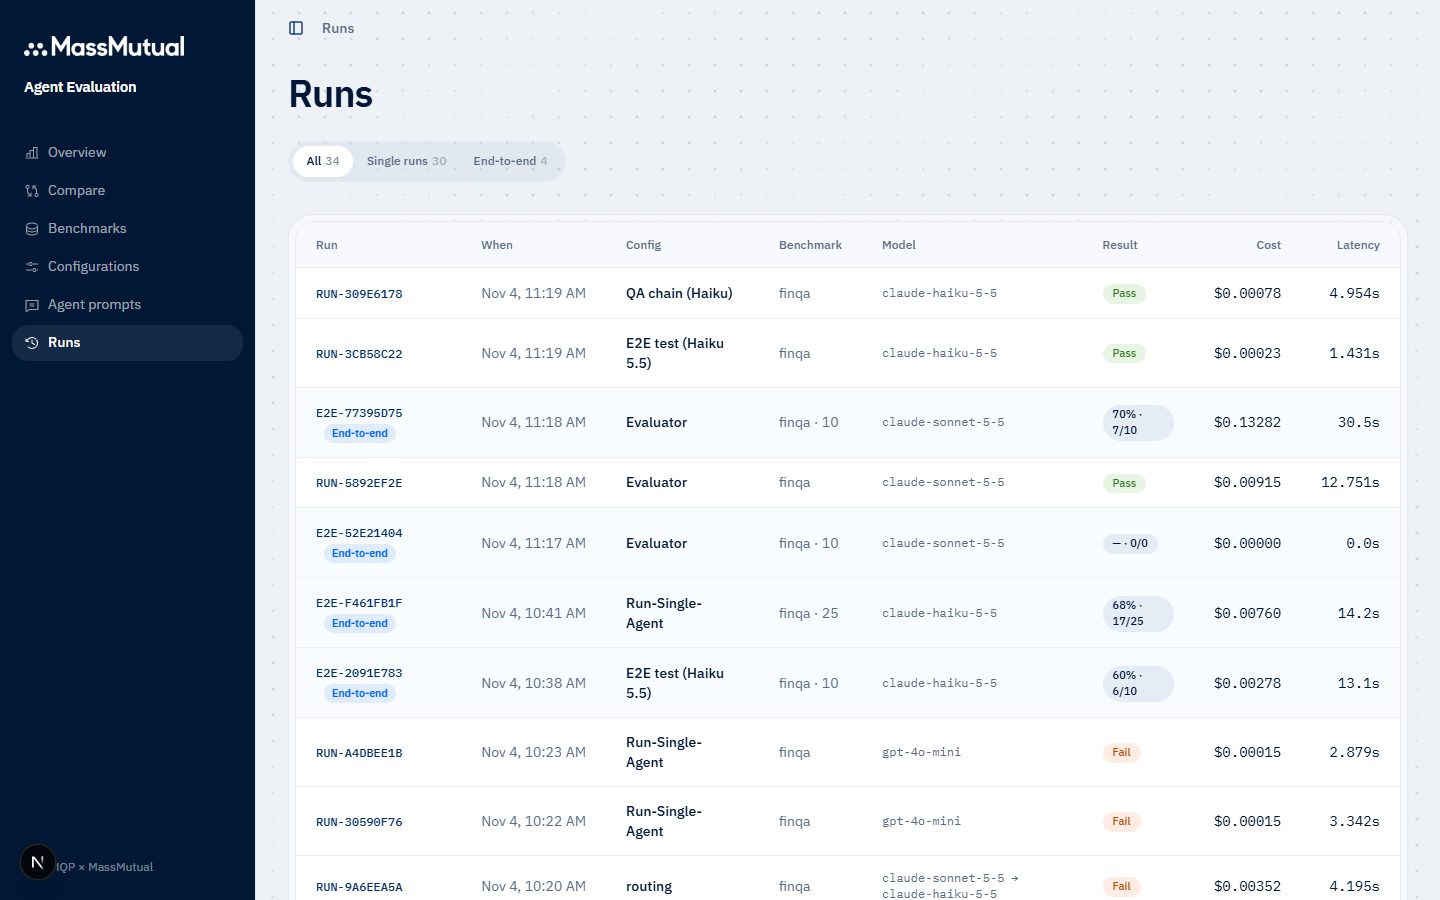 MassMutual
Agent Evaluation
Overview
Compare
Benchmarks
Configurations
Agent prompts
Runs
N
IQP × MassMutual
Runs
Runs
All 34 Single runs 30 End-to-end 4
Run When Config Benchmark Model Result Cost Latency
RUN-309E6178 Nov 4, 11:19 AM QA chain (Haiku) finqa claude-haiku-5-5 Pass $0.00078 4.954s
RUN-3CB58C22 Nov 4, 11:19 AM E2E test (Haiku finqa claude-haiku-5-5 Pass $0.00023 1.431s
5.5)
E2E-77395D75 Nov 4, 11:18 AM Evaluator finqa · 10 claude-sonnet-5-5 70% · $0.13282 30.5s
End-to-end 7/10
RUN-5892EF2E Nov 4, 11:18 AM Evaluator finqa claude-sonnet-5-5 Pass $0.00915 12.751s
E2E-52E21404 Nov 4, 11:17 AM Evaluator finqa · 10 claude-sonnet-5-5 — · 0/0 $0.00000 0.0s
End-to-end
E2E-F461FB1F Nov 4, 10:41 AM Run-Single- finqa · 25 claude-haiku-5-5 68% · $0.00760 14.2s
End-to-end Agent 17/25
E2E-2091E783 Nov 4, 10:38 AM E2E test (Haiku finqa · 10 claude-haiku-5-5 60% · $0.00278 13.1s
End-to-end 5.5) 6/10
RUN-A4DBEE1B Nov 4, 10:23 AM Run-Single- finqa gpt-4o-mini Fail $0.00015 2.879s
Agent
RUN-30590F76 Nov 4, 10:22 AM Run-Single- finqa gpt-4o-mini Fail $0.00015 3.342s
Agent
RUN-9A6EEA5A Nov 4, 10:20 AM routing finqa claude-sonnet-5-5 → Fail $0.00352 4.195s
claude-haiku-5-5